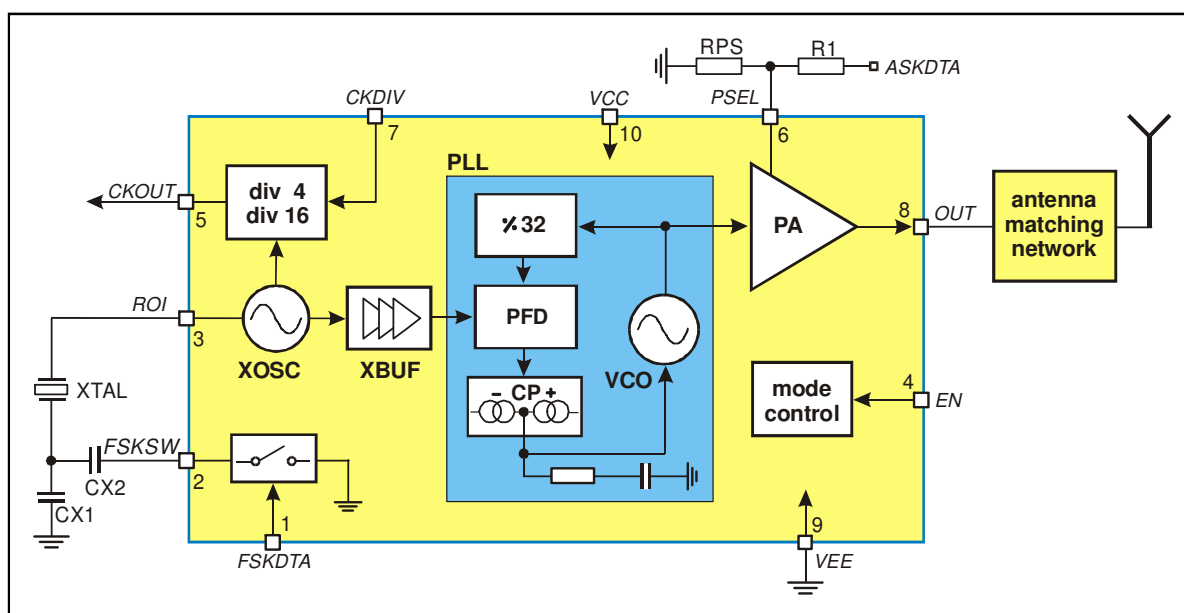 RPS
R1
ASKDTA
CKDIV
7
VCC
10
PSEL
6
PLL
CKOUT
5
div 4
div 16
÷ 32
PA
8
OUT
antenna
matching
network
ROI
3
XOSC
XBUF
PFD
VCO
XTAL
- CP +
mode
control
4
EN
FSKSW
2
CX2
CX1
1
FSKDTA
9
VEE